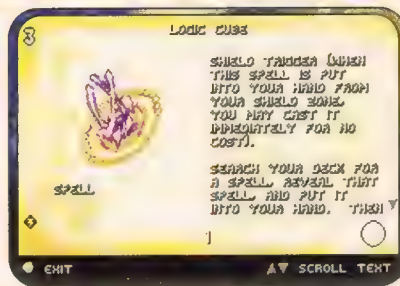 3
LOGIC CUBE
SHIELD TRIGGER (WHEN
THIS SPELL IS PUT
INTO YOUR HAND FROM
YOUR SHIELD ZONE,
YOU MAY CAST IT
IMMEDIATELY FOR NO
COST).
SEARCH YOUR DECK FOR
A SPELL, REVEAL THAT
SPELL, AND PUT IT
INTO YOUR HAND. THEN
SPELL
1
EXIT
SCROLL TEXT